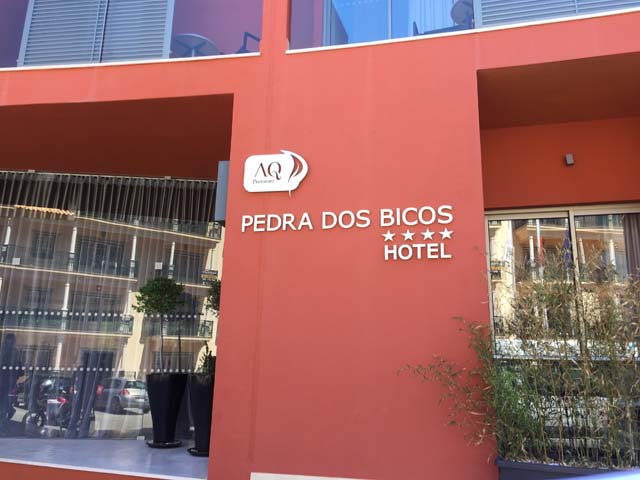 AQ
Premium
PEDRA DOS BICOS
★★★★
HOTEL